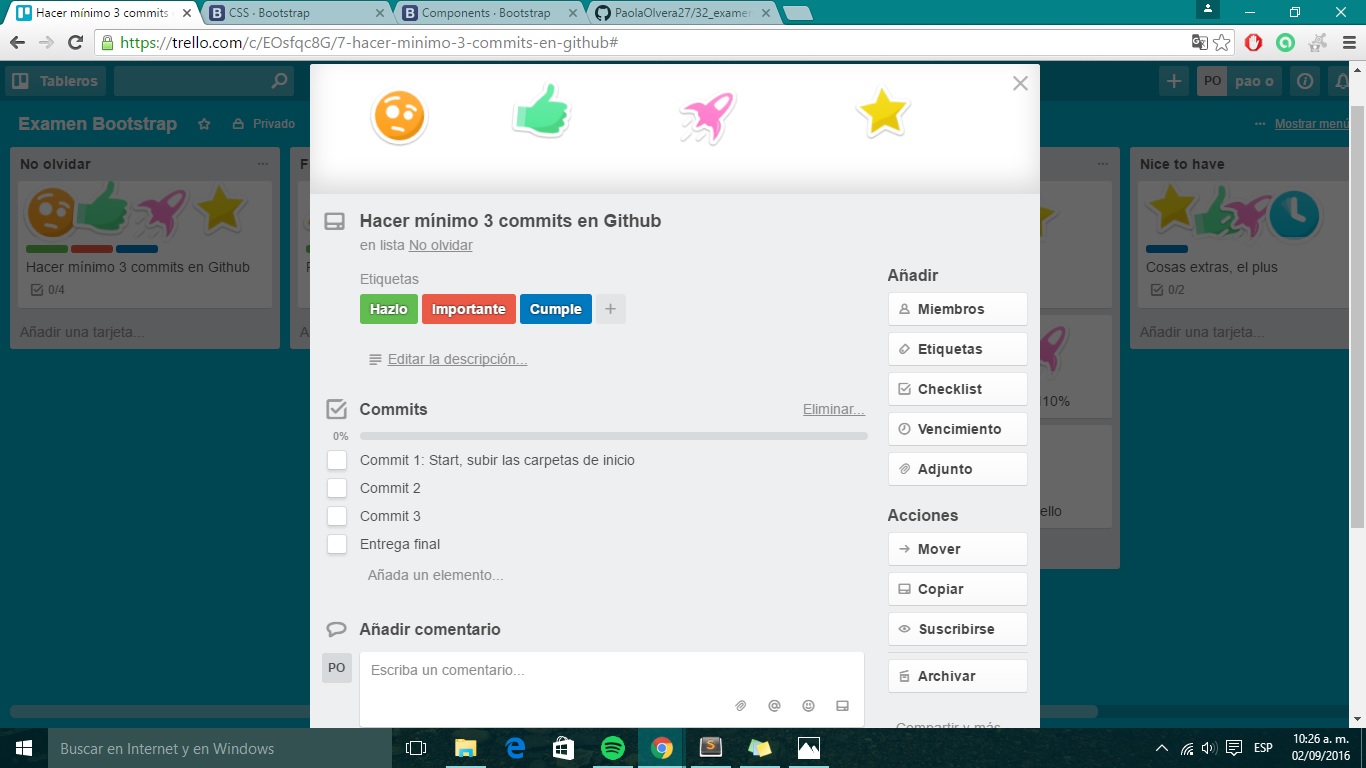 Hacer mínimo 3 commits
CSS · Bootstrap
Components · Bootstrap
PaolaOlvera27/32_examen
https://trello.com/c/EOsfqc8G/7-hacer-minimo-3-commits-en-github#
Tableros
PO
pao o
Examen Bootstrap
Privado
Mostrar menú
No olvidar
F
Nice to have
Hacer mínimo 3 commits en Github
0/4
Añadir una tarjeta...
Cosas extras, el plus
0/2
Añadir una tarjeta...
10%
ello
Hacer mínimo 3 commits en Github
en lista No olvidar
Etiquetas
Hazlo
Importante
Cumple
Editar la descripción...
Commits
Eliminar...
0%
Commit 1: Start, subir las carpetas de inicio
Commit 2
Commit 3
Entrega final
Añada un elemento...
Añadir comentario
PO
Escriba un comentario...
Añadir
Miembros
Etiquetas
Checklist
Vencimiento
Adjunto
Acciones
Mover
Copiar
Suscribirse
Archivar
Compartir y más
Buscar en Internet y en Windows
ESP
10:26 a. m.
02/09/2016